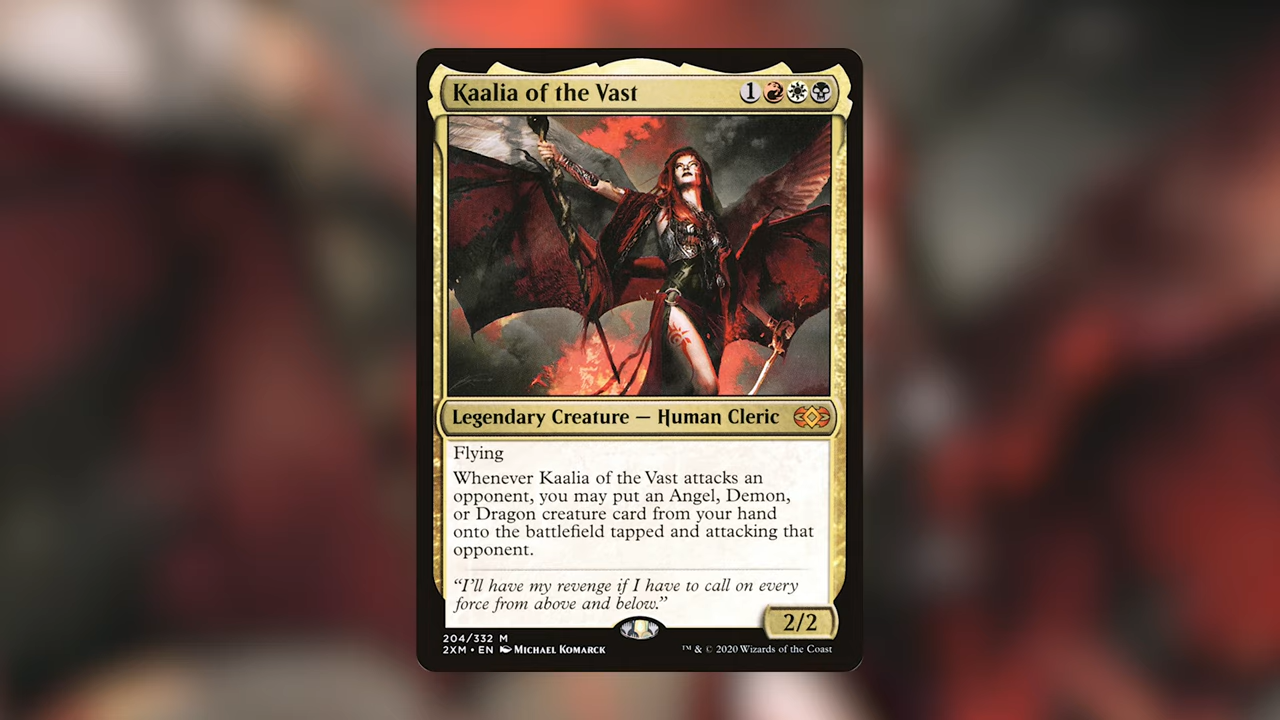 Kaalia of the Vast 1
Legendary Creature — Human Cleric
Flying
Whenever Kaalia of the Vast attacks an
opponent, you may put an Angel, Demon,
or Dragon creature card from your hand
onto the battlefield tapped and attacking that
opponent.
“I’ll have my revenge if I have to call on every
force from above and below.”
2/2
204/332 M
2XM • EN Michael Komarck
™ & © 2020 Wizards of the Coast